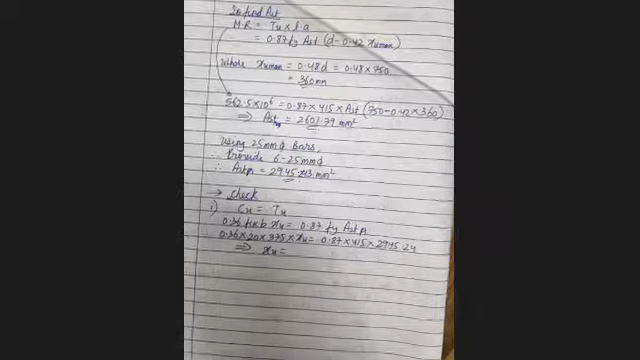 To find Ast
M.R = Tu x l.a
= 0.87 fy Ast (d - 0.42 xumax)
where xumax = 0.48d = 0.48 x 750
= 360mm
562.5 x 10⁶ = 0.87 x 415 x Ast (750 - 0.42 x 360)
⇒ Ast = 2601.79 mm²
Using 25mm ϕ Bars,
∴ Provide 6-25mm ϕ
∴ Astp = 2945.243 mm²
→ Check
i) Cu = Tu
0.36 fck b xu = 0.87 fy Astp
∴ 0.36 x 20 x 375 x xu = 0.87 x 415 x 2945.24
⇒ xu =